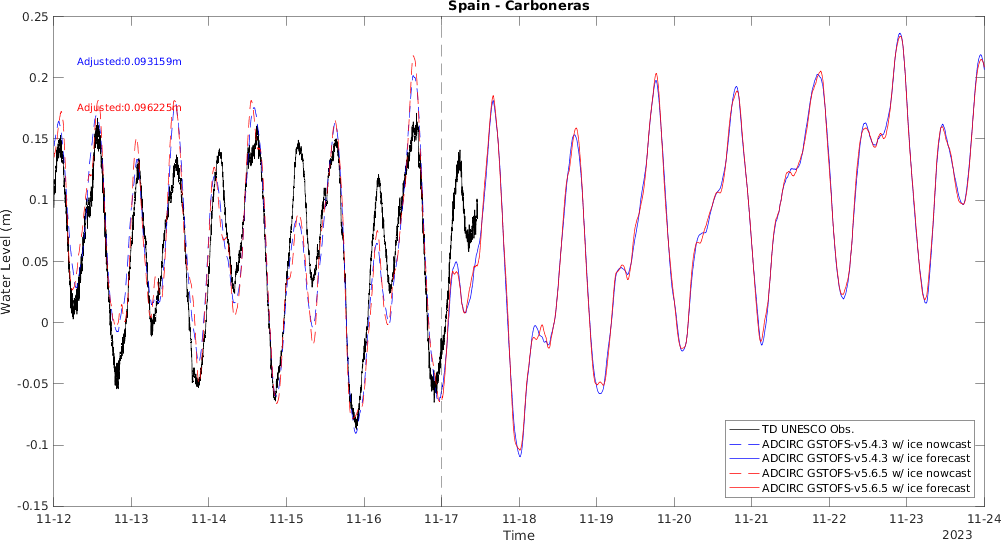 Spain - Carboneras
0.25
0.2
0.15
0.1
0.05
0
-0.05
-0.1
-0.15
Water Level (m)
Adjusted:0.093159m
Adjusted:0.096225m
TD UNESCO Obs.
ADCIRC GSTOFS-v5.4.3 w/ ice nowcast
ADCIRC GSTOFS-v5.4.3 w/ ice forecast
ADCIRC GSTOFS-v5.6.5 w/ ice nowcast
ADCIRC GSTOFS-v5.6.5 w/ ice forecast
11-12 11-13 11-14 11-15 11-16 11-17 11-18 11-19 11-20 11-21 11-22 11-23 11-24
Time
2023